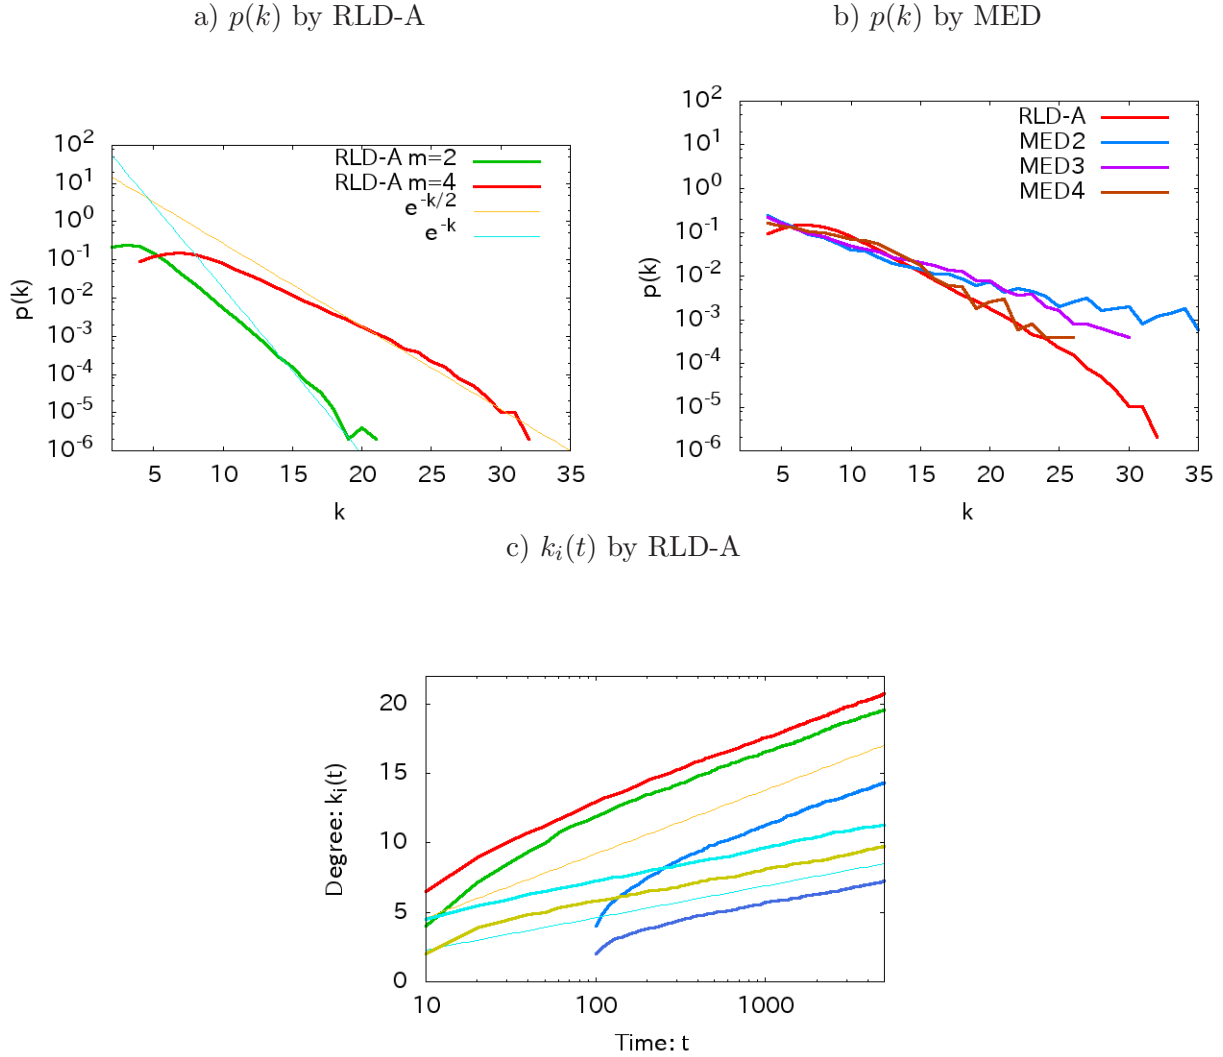 a) p(k) by RLD-A
b) p(k) by MED
10^2
10^1
10^0
10^-1
10^-2
10^-3
10^-4
10^-5
10^-6
p(k)
RLD-A m=2
RLD-A m=4
e^-k/2
e^-k
5 10 15 20 25 30 35
k
10^2
10^1
10^0
10^-1
10^-2
10^-3
10^-4
10^-5
10^-6
p(k)
RLD-A
MED2
MED3
MED4
5 10 15 20 25 30 35
k
c) k_i(t) by RLD-A
20
15
10
5
0
Degree: k_i(t)
10 100 1000
Time: t